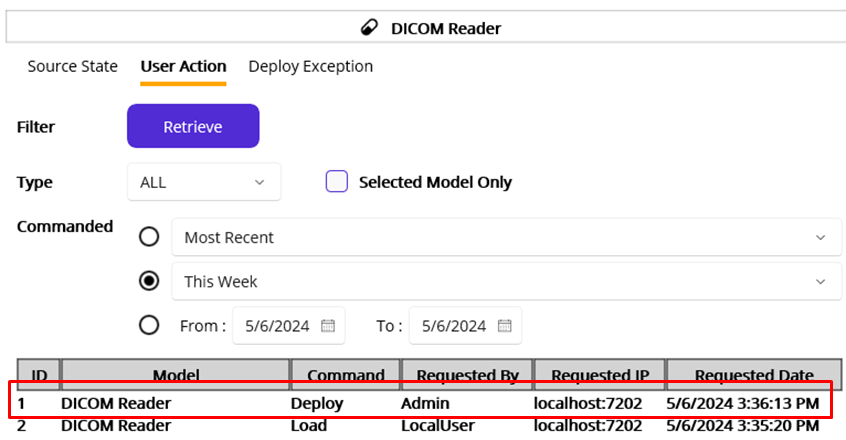 DICOM Reader
Source State User Action Deploy Exception
Filter Retrieve
Type ALL Selected Model Only
Commanded
Most Recent
This Week
From : 5/6/2024 To : 5/6/2024
ID Model Command Requested By Requested IP Requested Date
1 DICOM Reader Deploy Admin localhost:7202 5/6/2024 3:36:13 PM
2 DICOM Reader Load LocalUser localhost:7202 5/6/2024 3:35:20 PM